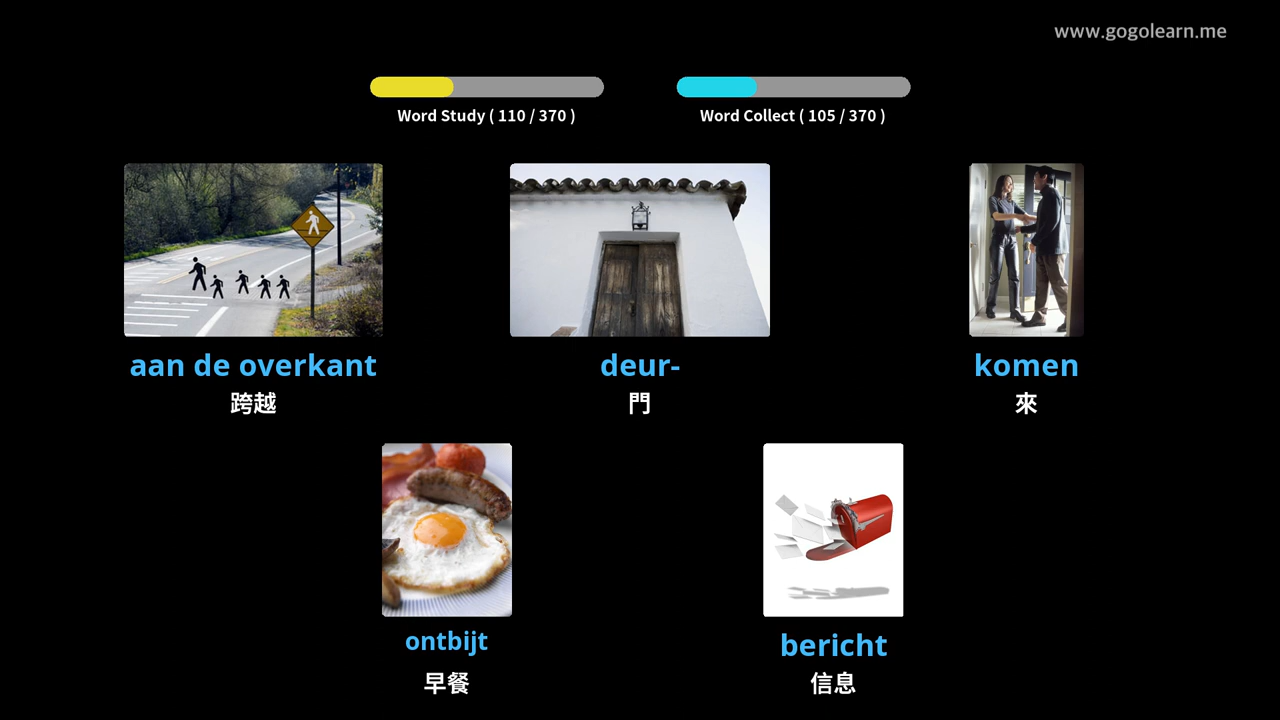 www.gogolearn.me
Word Study ( 110 / 370 )
Word Collect ( 105 / 370 )
aan de overkant
跨越
deur-
門
komen
來
ontbijt
早餐
bericht
信息